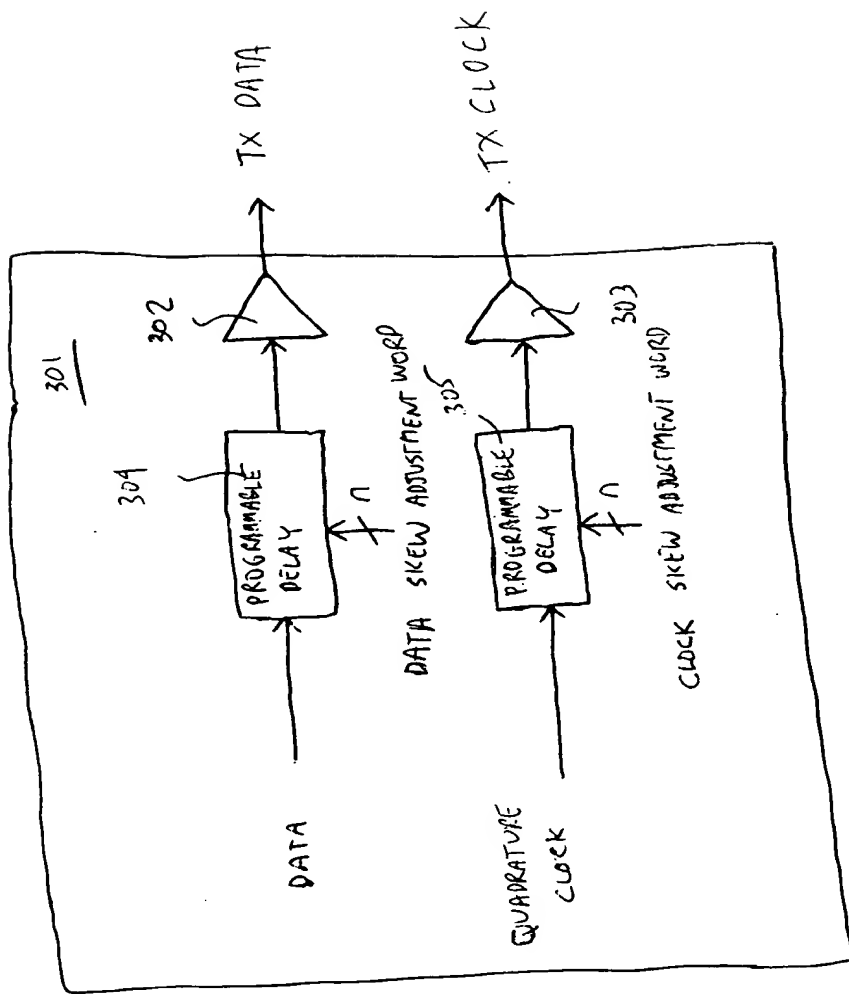 301
DATA
PROGRAMMABLE
DELAY
304
302
TX DATA
n
DATA SKEW ADJUSTMENT WORD
QUADRATURE
CLOCK
PROGRAMMABLE
DELAY
305
303
TX CLOCK
n
CLOCK SKEW ADJUSTMENT WORD